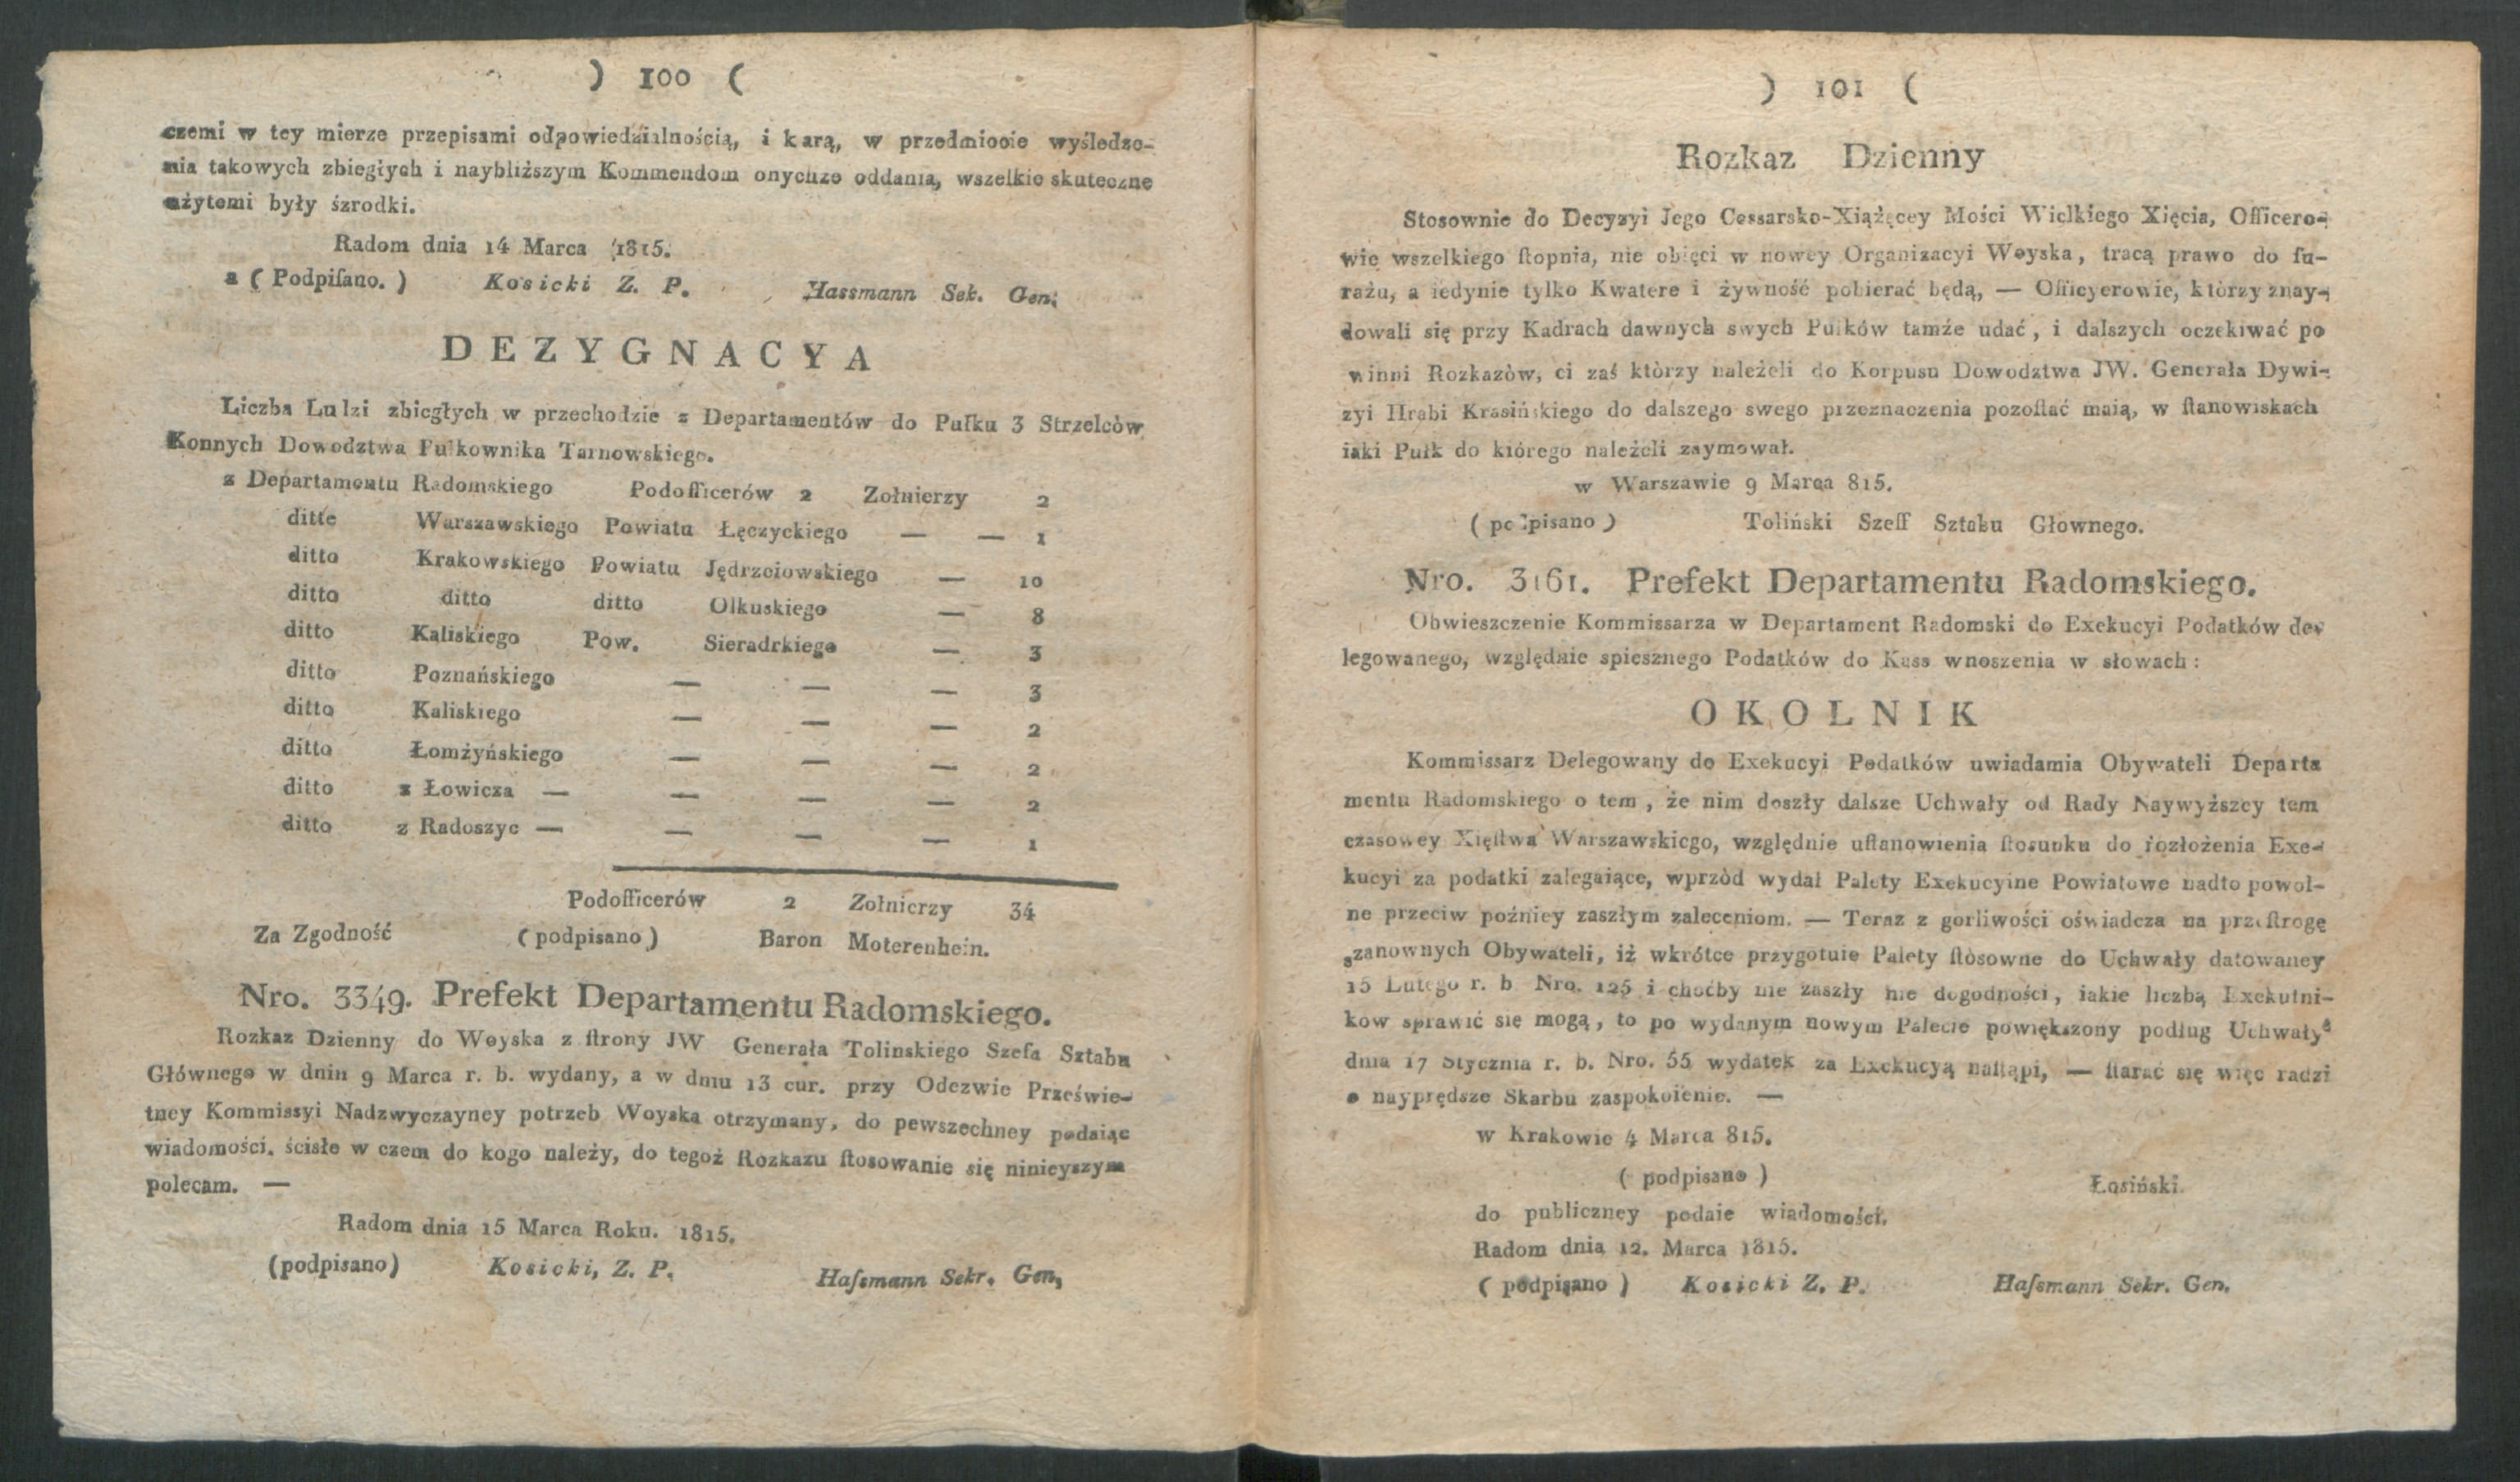 ) 100 (
czemi w tey mierze przepisami odpowiedzialnością, i karą, w przedmiocie wyśledze-
nia takowych zbiegłych i naybliższym Kommendom onychże oddania, wszelkie skuteczne
użytemi były śzrodki.
Radom dnia 14 Marca 1815.
a ( Podpiſano. ) Kosicki Z. P. Hassmann Sek. Gen.
DEZYGNACYA
Liczba Ludzi zbiegłych w przechodzie z Departamentów do Pułku 3 Strzelców
Konnych Dowodztwa Pułkownika Tarnowskiego.
z Departamentu Radomskiego Podofficerów 2 Zołnierzy 2
ditte Warszawskiego Powiatu Łęczyckiego — — 1
ditto Krakowskiego Powiatu Jędrzeiowskiego — 10
ditto ditto ditto Olkuskiego — 8
ditto Kaliskiego Pow. Sieradrkiego — 3
ditto Poznańskiego — — — 3
ditto Kaliskiego — — — 2
ditto Łomżyńskiego — — — 2
ditto z Łowicza — — — — 2
ditto z Radoszyc — — — — 1
Podofficerów 2 Zołnierzy 34
Za Zgodność ( podpisano ) Baron Moterenhein.
Nro. 3349. Prefekt Departamentu Radomskiego.
Rozkaz Dzienny do Woyska z ſtrony JW Generała Tolinskiego Szefa Sztabu
Głównego w dniu 9 Marca r. b. wydany, a w dniu 13 cur. przy Odezwie Prześwie-
tney Kommissyi Nadzwyczayney potrzeb Woyska otrzymany, do pewszechney podaiąc
wiadomości. ścisłe w czem do kogo należy, do tegoż Rozkazu ſtosowanie się ninieyszym
polecam. —
Radom dnia 15 Marca Roku. 1815.
(podpisano) Kosicki, Z. P. Haſsmann Sekr. Gen,
) 101 (
Rozkaz Dzienny
Stosownie do Decyzyi Jego Cessarsko-Xiążęcey Mości Wielkiego Xięcia, Officero-
wie wszelkiego ſtopnia, nie obięci w nowey Organizacyi Woyska, tracą prawo do fu-
rażu, a iedynie tylko Kwatere i żywność pobierać będą, — Officyerowie, którzy znay-
dowali się przy Kadrach dawnych swych Pułków tamże udać, i dalszych oczekiwać po
winni Rozkazòw, ci zaś ktòrzy należeli do Korpusu Dowodztwa JW. Generała Dywi-
zyi Hrabi Krasińskiego do dalszego swego przeznaczenia pozoſtać maią, w ſtanowiskach
iaki Pułk do którego należeli zaymował.
w Warszawie 9 Marca 815.
( podpisano ) Toliński Szeff Sztabu Głownego.
Nro. 3161. Prefekt Departamentu Radomskiego.
Obwieszczenie Kommissarza w Departament Radomski do Exekucyi Podatków de-
legowanego, względnie spiesznego Podatków do Kass wnoszenia w słowach :
OKOLNIK
Kommissarz Delegowany do Exekucyi Podatków uwiadamia Obywateli Departa
mentu Radomskiego o tem , że nim doszły dalsze Uchwały od Rady Naywyższey tem
czasowey Xięſtwa Warszawskiego, względnie uſtanowienia ſtosunku do rozłożenia Exe-
kucyi za podatki zalegaiące, wprzòd wydał Palety Exekucyine Powiatowe nadto powol-
ne przeciw poźniey zaszłym zaleceniom. — Teraz z gorliwości oświadcza na przeſtrogę
szanownych Obywateli, iż wkrótce przygotuie Palety ſtòsowne do Uchwały datowaney
15 Lutego r. b Nro. 125 i choćby nie zaszły nie dogodności, iakie liczbą Exekutni-
kow sprawić się mogą, to po wydanym nowym Palecie powiększony podług Uchwały
dnia 17 Stycznia r. b. Nro. 55 wydatek za Exekucyą naſtąpi, — ſtarać się więc radzi
o nayprędsze Skarbu zaspokoienie. —
w Krakowie 4 Marca 815.
( podpisano ) Łosiński
do publiczney podaie wiadomości.
Radom dnia 12. Marca 1815.
( podpisano ) Kosicki Z. P. Haſsmann Sekr. Gen.